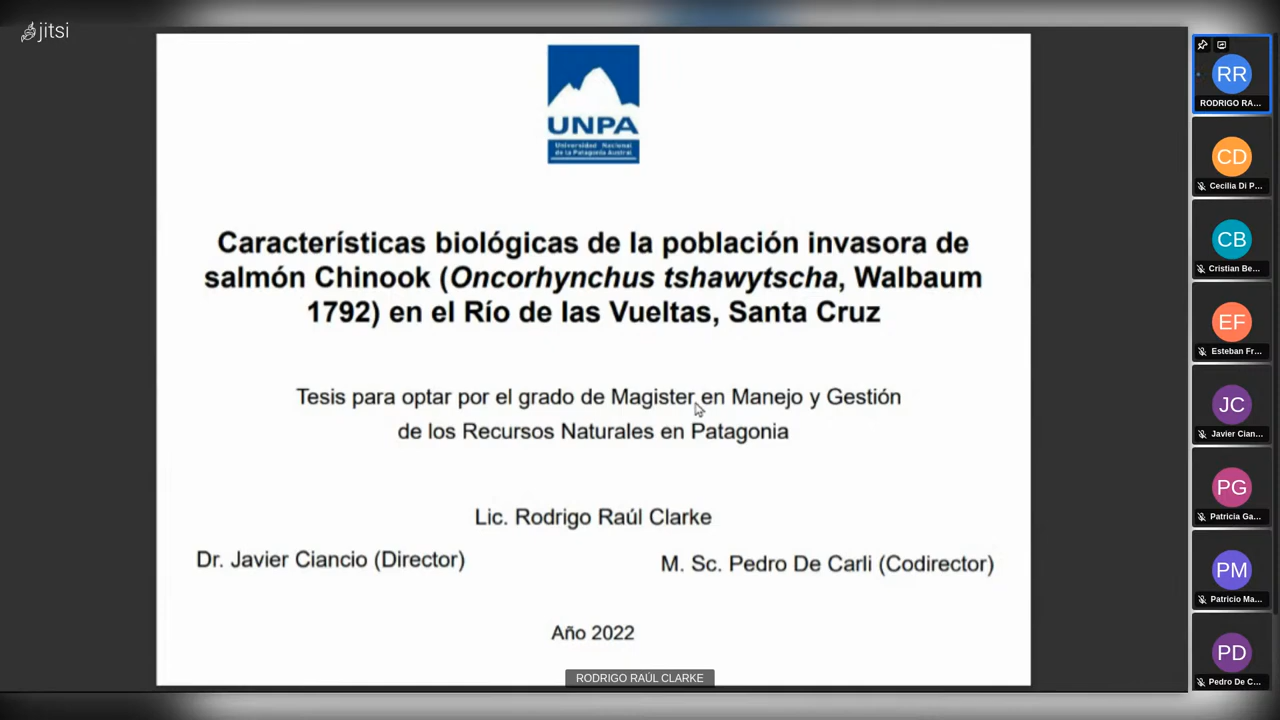 jitsi
UNPA
Universidad Nacional
de la Patagonia Austral
Características biológicas de la población invasora de
salmón Chinook (Oncorhynchus tshawytscha, Walbaum
1792) en el Río de las Vueltas, Santa Cruz
Tesis para optar por el grado de Magister en Manejo y Gestión
de los Recursos Naturales en Patagonia
Lic. Rodrigo Raúl Clarke
Dr. Javier Ciancio (Director)
M. Sc. Pedro De Carli (Codirector)
Año 2022
RODRIGO RAÚL CLARKE
RR
RODRIGO RA...
CD
Cecilia Di P...
CB
Cristian Be...
EF
Esteban Fr...
JC
Javier Cian...
PG
Patricia Ga...
PM
Patricio Ma...
PD
Pedro De C...